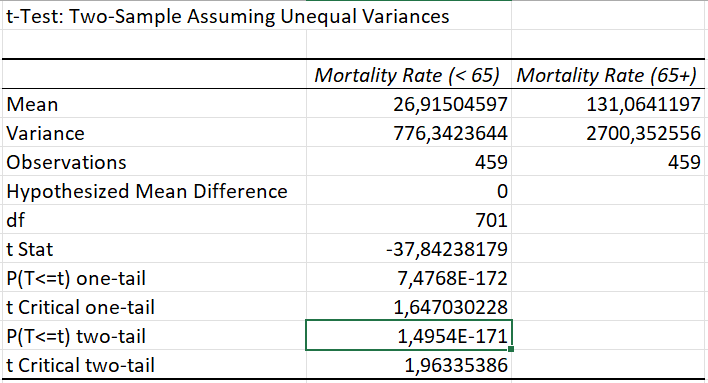 t-Test: Two-Sample Assuming Unequal Variances
Mortality Rate (< 65) Mortality Rate (65+)
Mean 26,91504597 131,0641197
Variance 776,3423644 2700,352556
Observations 459 459
Hypothesized Mean Difference 0
df 701
t Stat -37,84238179
P(T<=t) one-tail 7,4768E-172
t Critical one-tail 1,647030228
P(T<=t) two-tail 1,4954E-171
t Critical two-tail 1,96335386